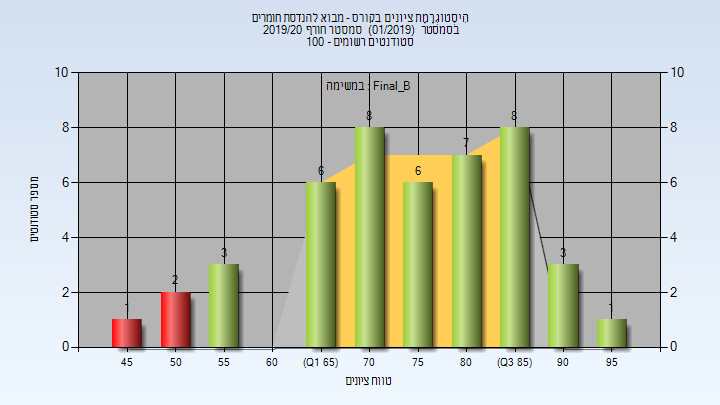 הִיסְטוֹגְרַמַּת ציונים בקורס - מבוא להנדסת חומרים
בסמסטר (01/2019) סמסטר חורף 2019/20
סטודנטים רשומים - 100
במשימה : Final_B
מספר סטודנטים
10 10
8 8
6 6
4 4
2 2
0 0
1 2 3 6 8 6 7 8 3 1
45 50 55 60 (Q1 65) 70 75 80 (Q3 85) 90 95
טווח ציונים